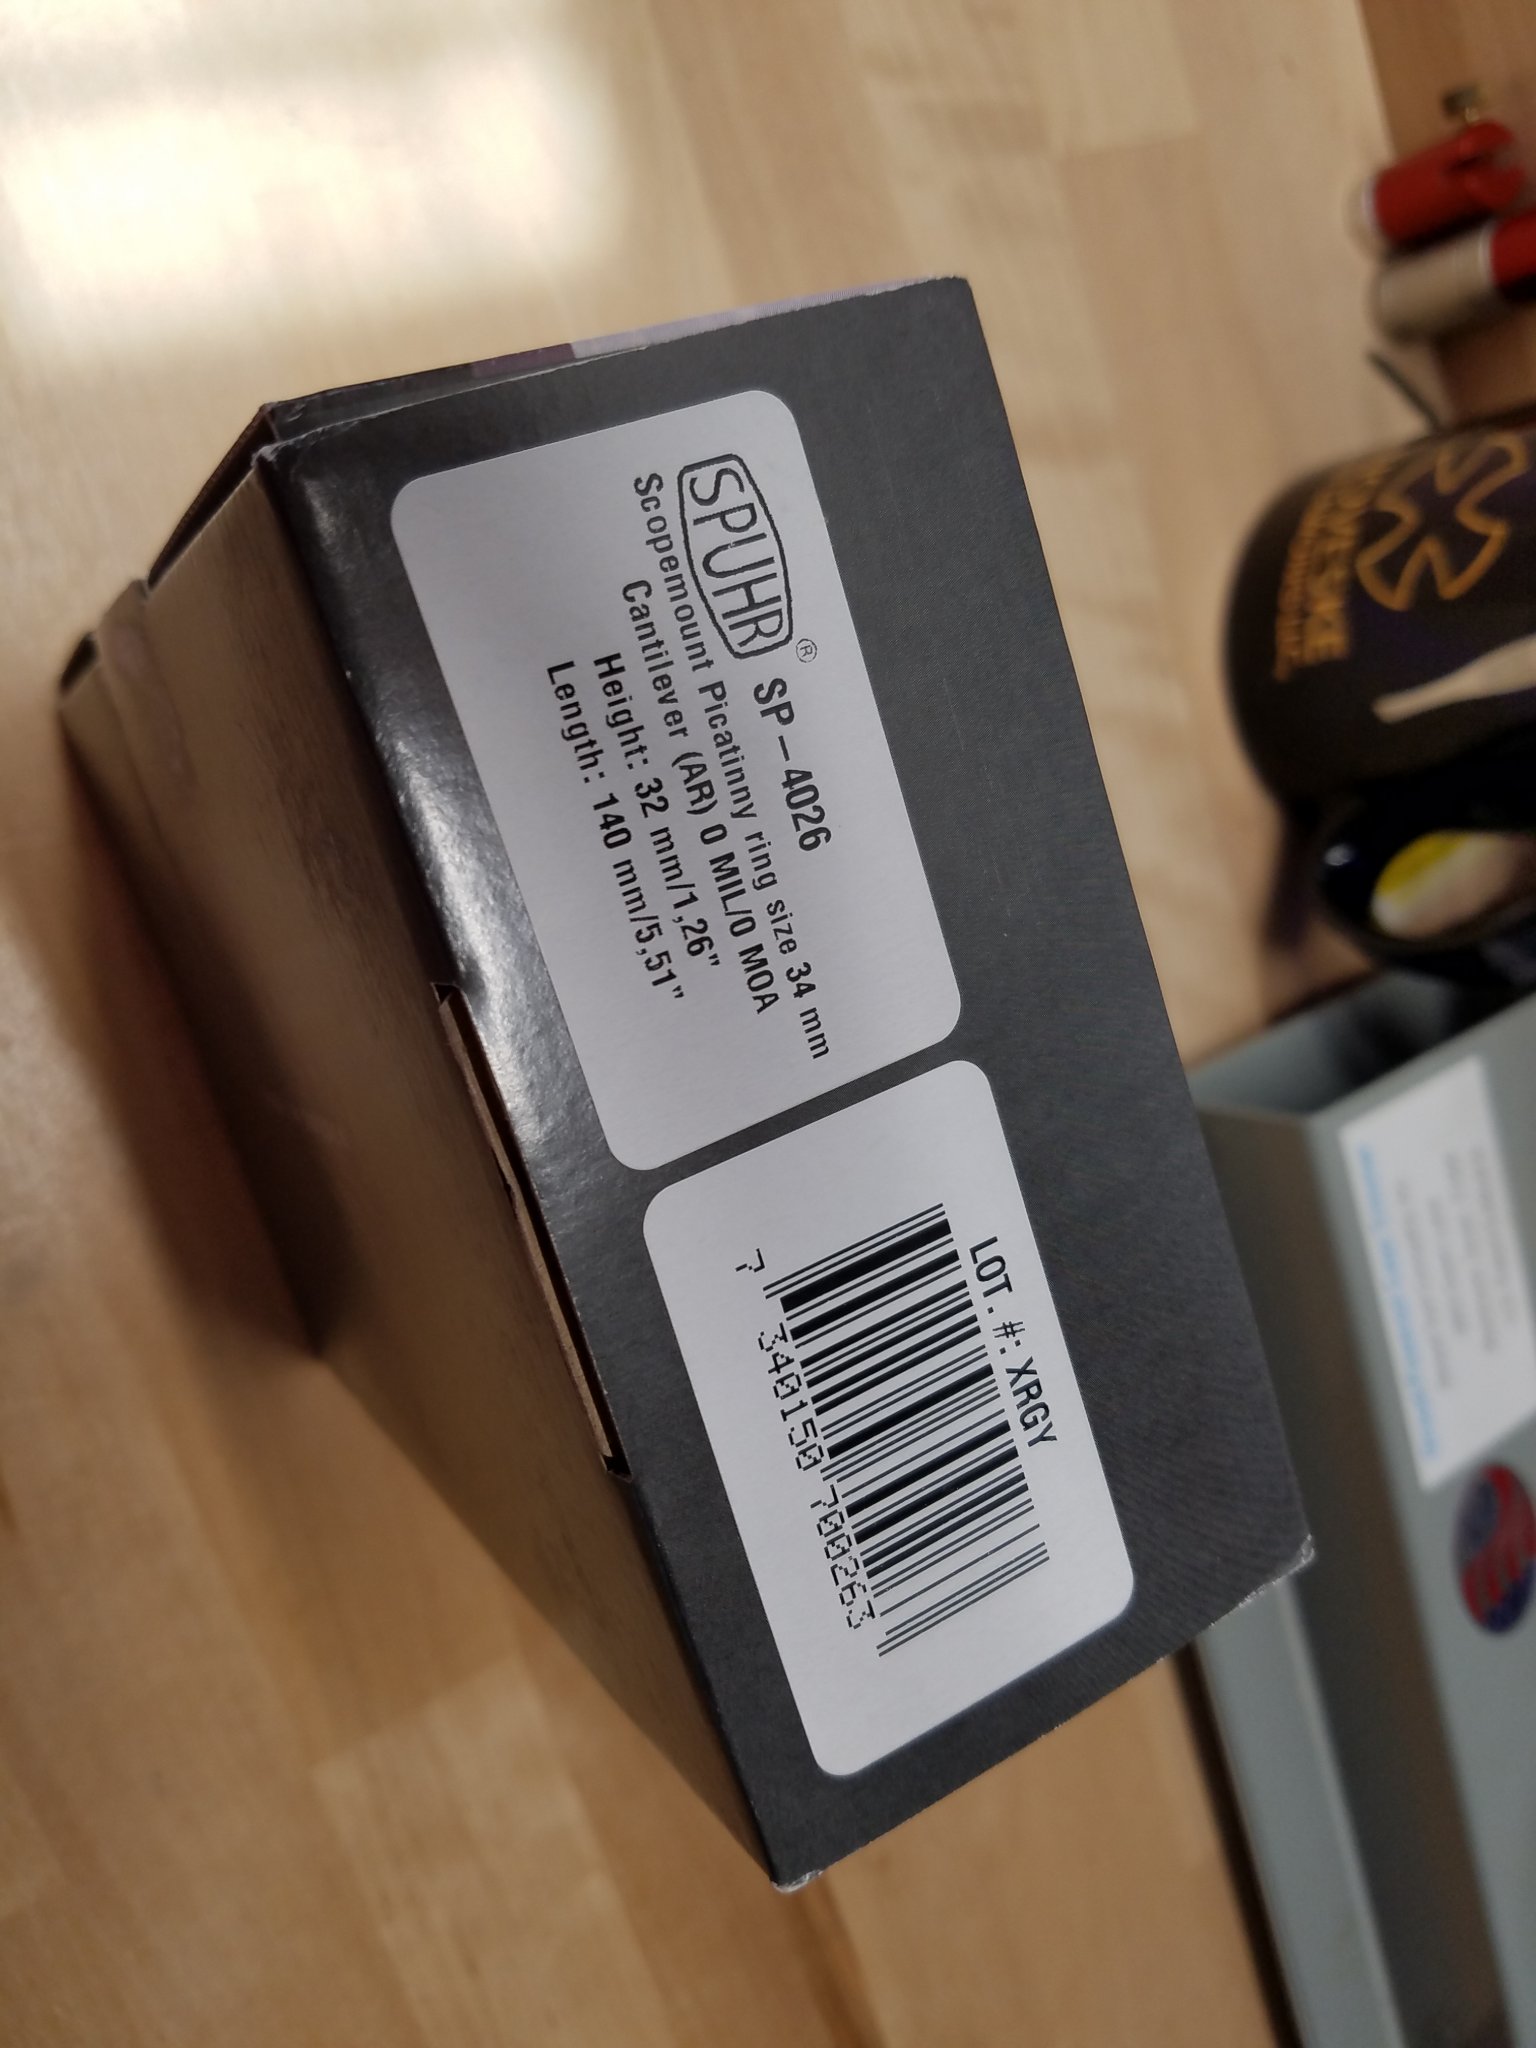 SPUHR® SP-4026
Scopemount Picatinny ring size 34 mm
Cantilever (AR) 0 MIL/0 MOA
Height: 32 mm/1,26"
Length: 140 mm/5,51"
LOT.#: XRGY
7 340150 700263